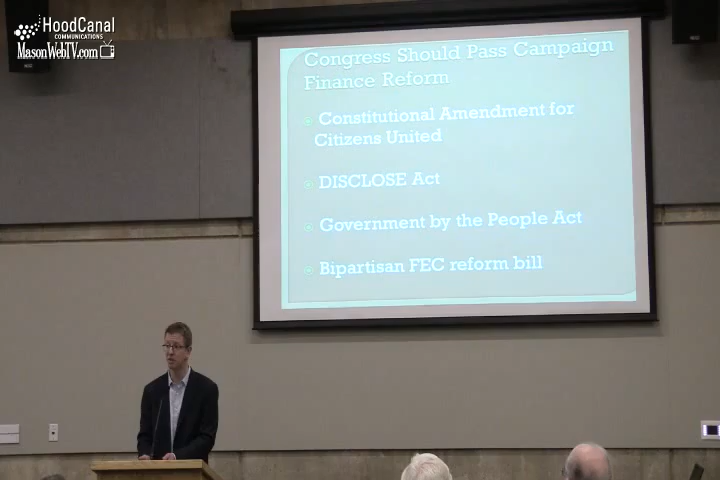 HoodCanal
COMMUNICATIONS
MasonWebTV.com
Congress Should Pass Campaign
Finance Reform
Constitutional Amendment for
Citizens United
DISCLOSE Act
Government by the People Act
Bipartisan FEC reform bill